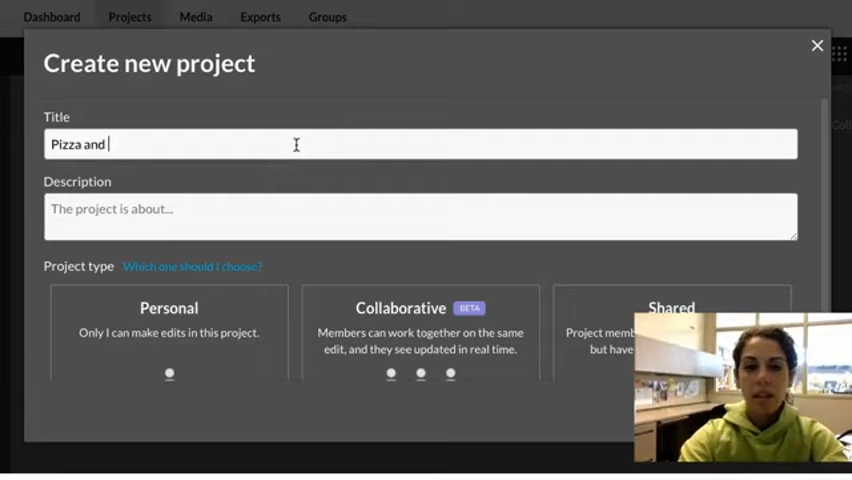 Dashboard Projects Media Exports Groups
Create new project
Title
Pizza and
Description
The project is about...
Project type Which one should I choose?
Personal
Only I can make edits in this project.
Collaborative BETA
Members can work together on the same
edit, and they see updated in real time.
Shared
Project
but have